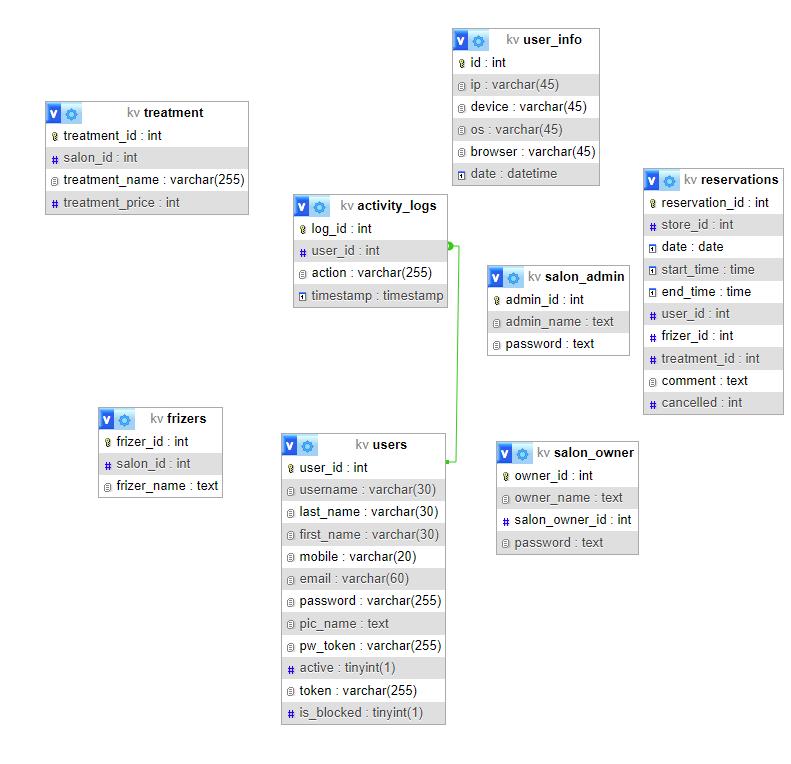 v kv user_info
id : int
ip : varchar(45)
device : varchar(45)
os : varchar(45)
browser : varchar(45)
date : datetime
v kv treatment
treatment_id : int
# salon_id : int
treatment_name : varchar(255)
# treatment_price : int
v kv reservations
reservation_id : int
# store_id : int
date : date
start_time : time
end_time : time
# user_id : int
# frizer_id : int
# treatment_id : int
comment : text
# cancelled : int
v kv activity_logs
log_id : int
# user_id : int
action : varchar(255)
timestamp : timestamp
v kv salon_admin
admin_id : int
admin_name : text
password : text
v kv frizers
frizer_id : int
# salon_id : int
frizer_name : text
v kv users
user_id : int
username : varchar(30)
last_name : varchar(30)
first_name : varchar(30)
mobile : varchar(20)
email : varchar(60)
password : varchar(255)
pic_name : text
pw_token : varchar(255)
# active : tinyint(1)
token : varchar(255)
# is_blocked : tinyint(1)
v kv salon_owner
owner_id : int
owner_name : text
# salon_owner_id : int
password : text